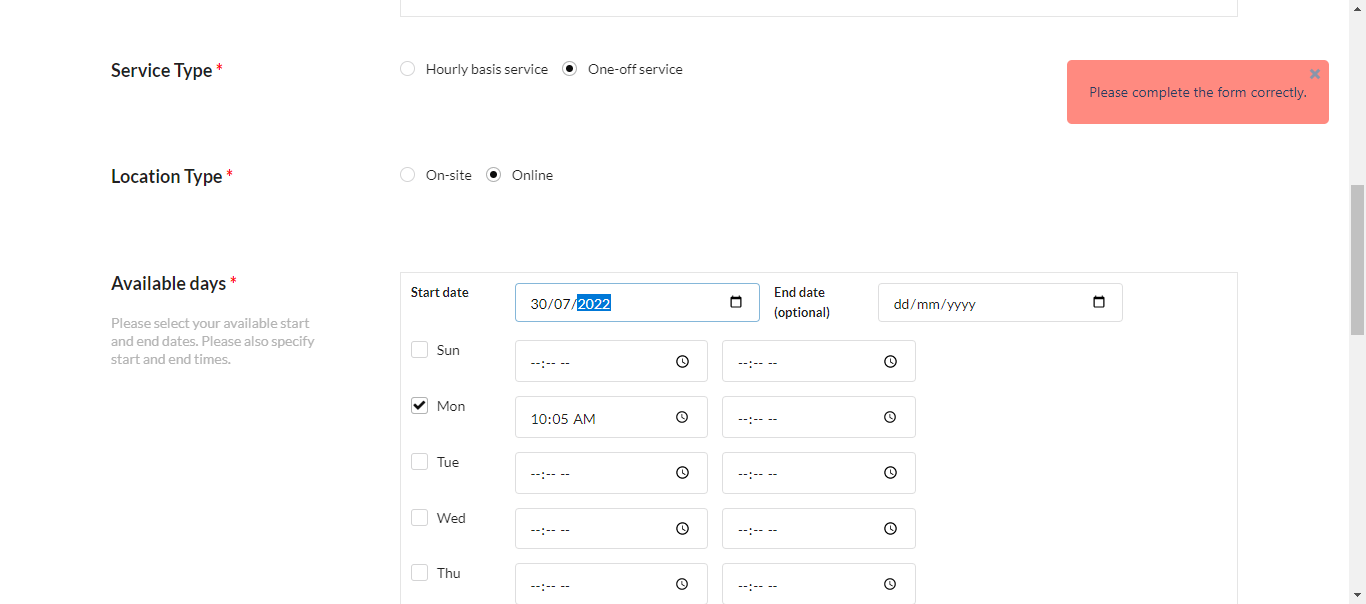 Service Type *
Hourly basis service One-off service
Please complete the form correctly.
Location Type *
On-site Online
Available days *
Please select your available start
and end dates. Please also specify
start and end times.
Start date 30/07/2022 End date
(optional) dd/mm/yyyy
Sun --:-- -- --:-- --
Mon 10:05 AM --:-- --
Tue --:-- -- --:-- --
Wed --:-- -- --:-- --
Thu --:-- -- --:-- --